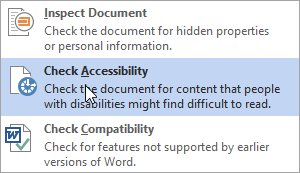 Inspect Document
Check the document for hidden properties
or personal information.
Check Accessibility
Check the document for content that people
with disabilities might find difficult to read.
Check Compatibility
Check for features not supported by earlier
versions of Word.